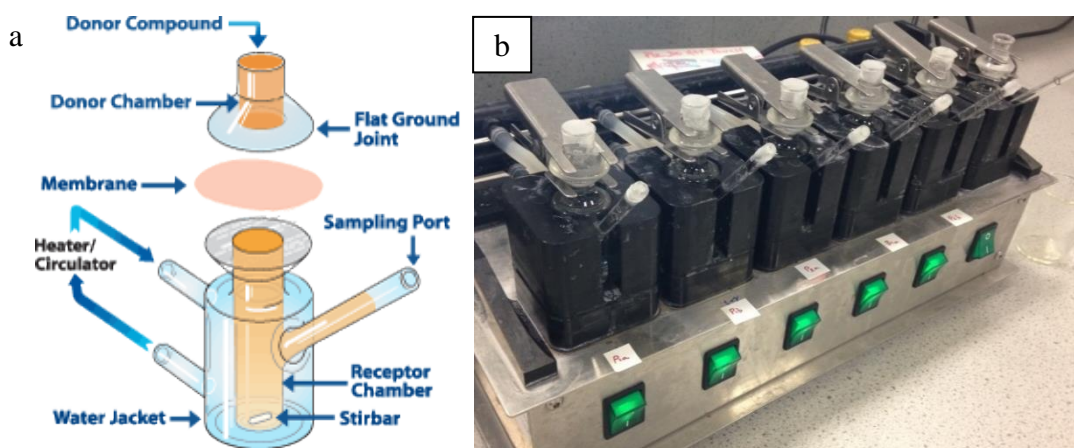 a
Donor Compound
Donor Chamber
Flat Ground
Joint
Membrane
Sampling Port
Heater/
Circulator
Receptor
Chamber
Water Jacket
Stirbar
b